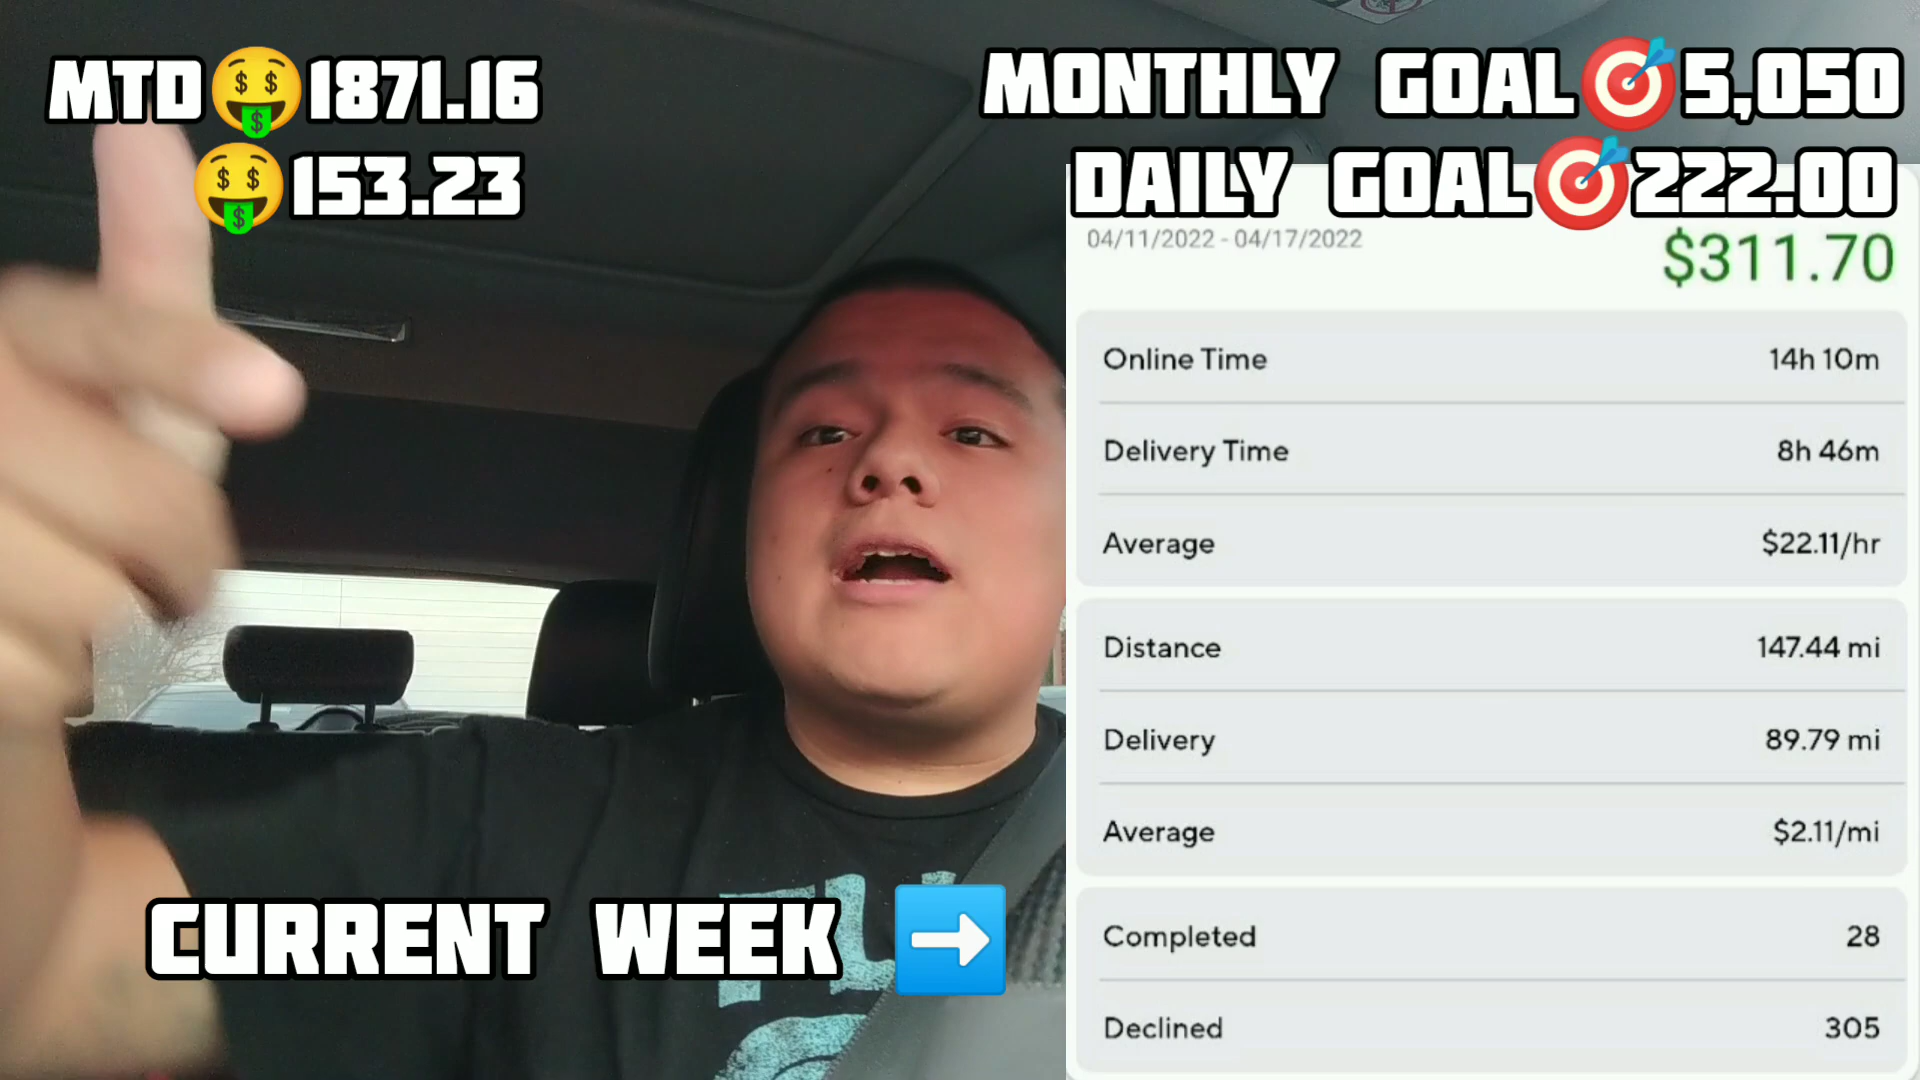 MTD🤑1871.16
🤑153.23
MONTHLY GOAL🎯5,050
DAILY GOAL🎯222.00
04/11/2022 - 04/17/2022
$311.70
Online Time 14h 10m
Delivery Time 8h 46m
Average $22.11/hr
Distance 147.44 mi
Delivery 89.79 mi
Average $2.11/mi
Completed 28
Declined 305
CURRENT WEEK ➡️